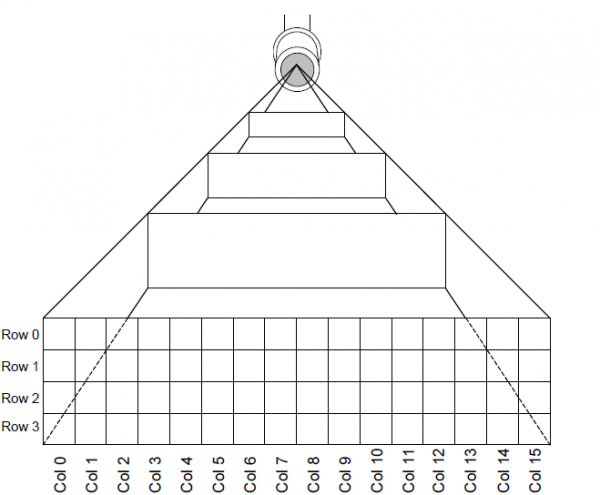 Row 0
Row 1
Row 2
Row 3
Col 0
Col 1
Col 2
Col 3
Col 4
Col 5
Col 6
Col 7
Col 8
Col 9
Col 10
Col 11
Col 12
Col 13
Col 14
Col 15